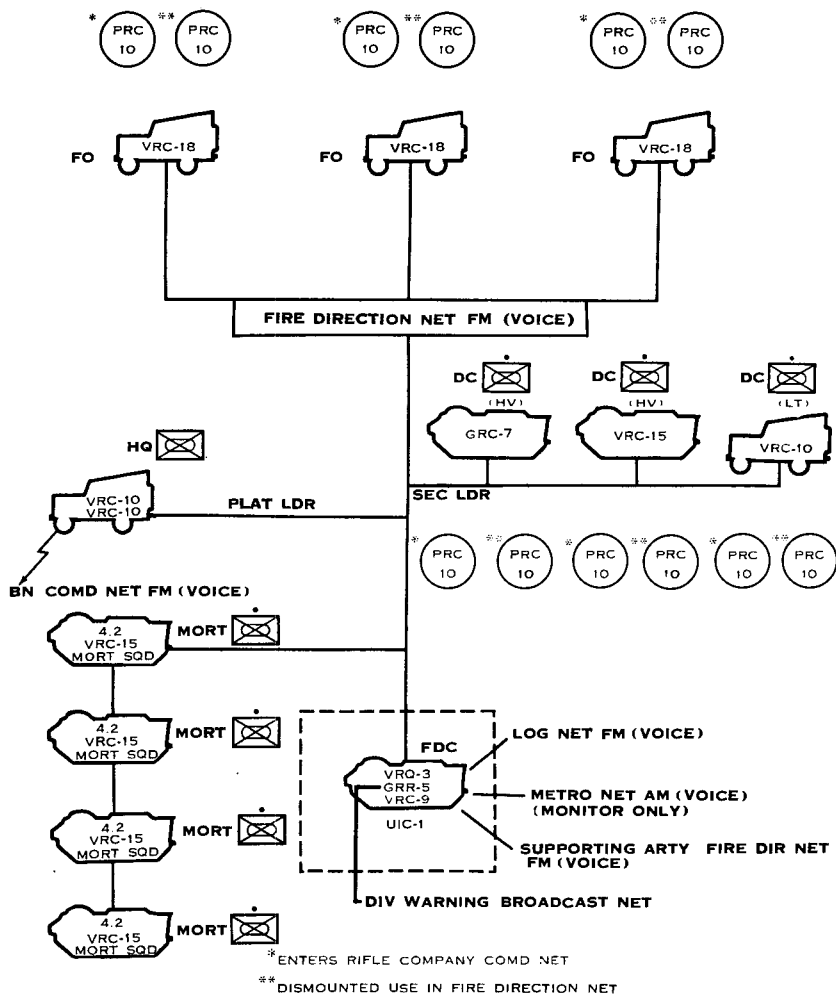 * PRC 10 ** PRC 10 * PRC 10 ** PRC 10 * PRC 10 ** PRC 10
FO VRC-18 FO VRC-18 FO VRC-18
FIRE DIRECTION NET FM (VOICE)
DC DC DC
(HV) (HV) (LT)
GRC-7 VRC-15 VRC-10
HQ
SEC LDR
VRC-10
VRC-10
PLAT LDR
* PRC 10 ** PRC 10 * PRC 10 ** PRC 10 * PRC 10 ** PRC 10
BN COMD NET FM (VOICE)
4.2
VRC-15
MORT SQD
MORT
4.2
VRC-15
MORT SQD
MORT
4.2
VRC-15
MORT SQD
MORT
4.2
VRC-15
MORT SQD
MORT
FDC
VRQ-3
GRR-5
VRC-9
UIC-1
LOG NET FM (VOICE)
METRO NET AM (VOICE)
(MONITOR ONLY)
SUPPORTING ARTY FIRE DIR NET
FM (VOICE)
DIV WARNING BROADCAST NET
*ENTERS RIFLE COMPANY COMD NET
**DISMOUNTED USE IN FIRE DIRECTION NET